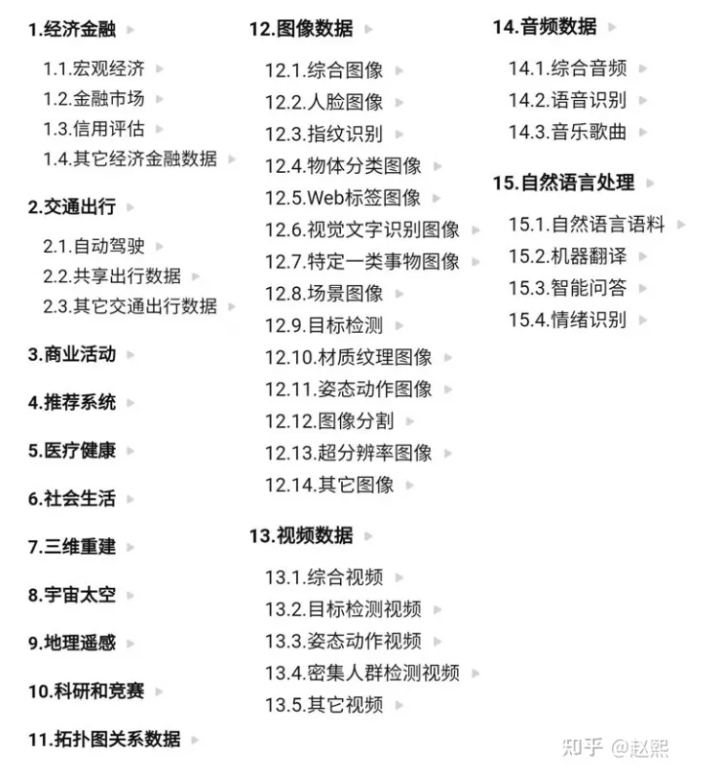 1.经济金融
1.1.宏观经济
1.2.金融市场
1.3.信用评估
1.4.其它经济金融数据
2.交通出行
2.1.自动驾驶
2.2.共享出行数据
2.3.其它交通出行数据
3.商业活动
4.推荐系统
5.医疗健康
6.社会生活
7.三维重建
8.宇宙太空
9.地理遥感
10.科研和竞赛
11.拓扑图关系数据
12.图像数据
12.1.综合图像
12.2.人脸图像
12.3.指纹识别
12.4.物体分类图像
12.5.Web标签图像
12.6.视觉文字识别图像
12.7.特定一类事物图像
12.8.场景图像
12.9.目标检测
12.10.材质纹理图像
12.11.姿态动作图像
12.12.图像分割
12.13.超分辨率图像
12.14.其它图像
13.视频数据
13.1.综合视频
13.2.目标检测视频
13.3.姿态动作视频
13.4.密集人群检测视频
13.5.其它视频
14.音频数据
14.1.综合音频
14.2.语音识别
14.3.音乐歌曲
15.自然语言处理
15.1.自然语言语料
15.2.机器翻译
15.3.智能问答
15.4.情绪识别
知乎 @赵熙